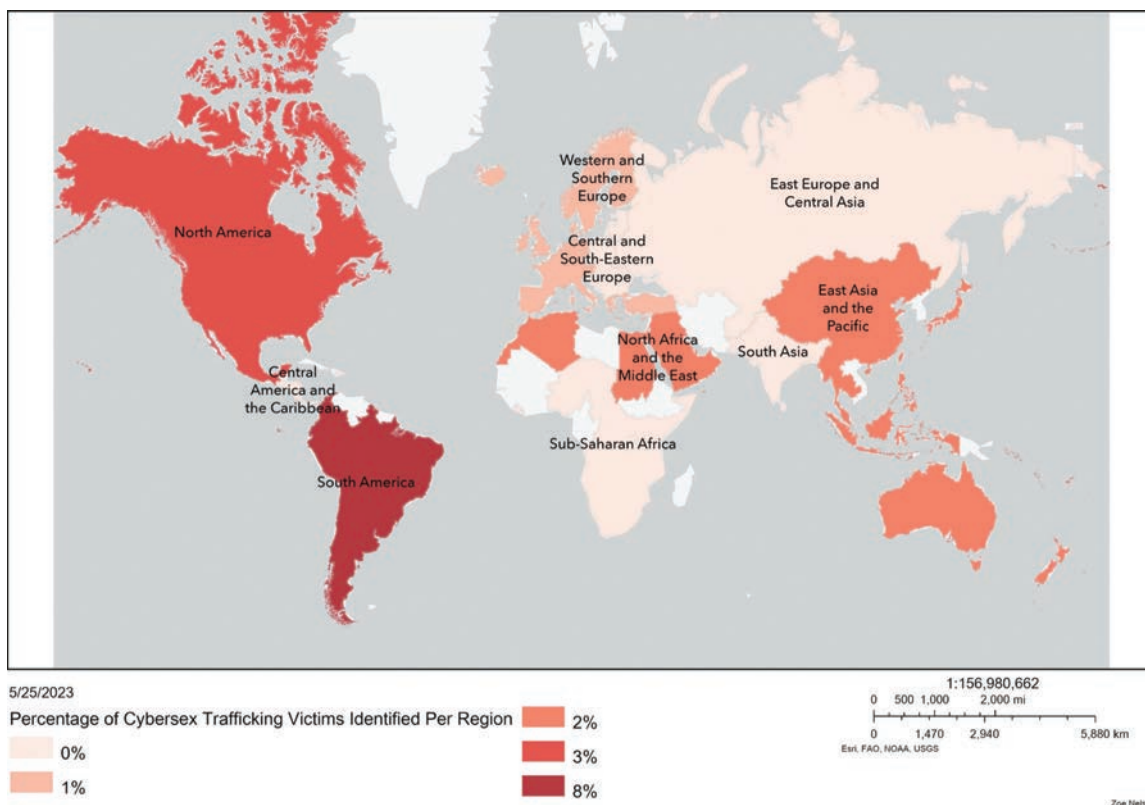 Western and
Southern
Europe
East Europe and
Central Asia
North America
Central and
South-Eastern
Europe
East Asia
and the
Pacific
North Africa
and the
Middle East
South Asia
Central
America and
the Caribbean
Sub-Saharan Africa
South America
5/25/2023
Percentage of Cybersex Trafficking Victims Identified Per Region
0%
1%
2%
3%
8%
1:156,980,662
0 500 1,000 2,000 mi
0 1,470 2,940 5,880 km
Esri, FAO, NOAA, USGS
Zoe